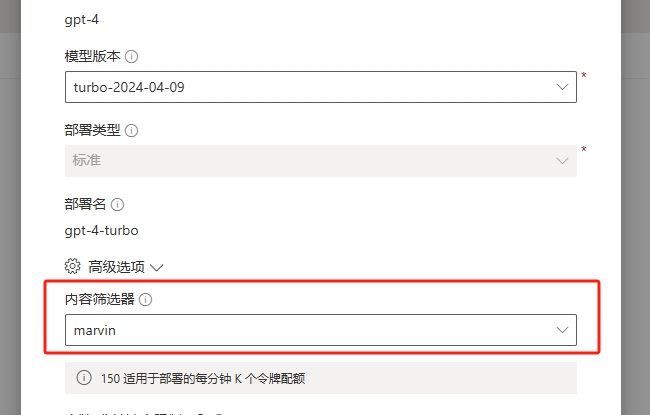 gpt-4
模型版本
turbo-2024-04-09
*
部署类型
标准
*
部署名
gpt-4-turbo
高级选项
内容筛选器
marvin
150 适用于部署的每分钟 K 个令牌配额